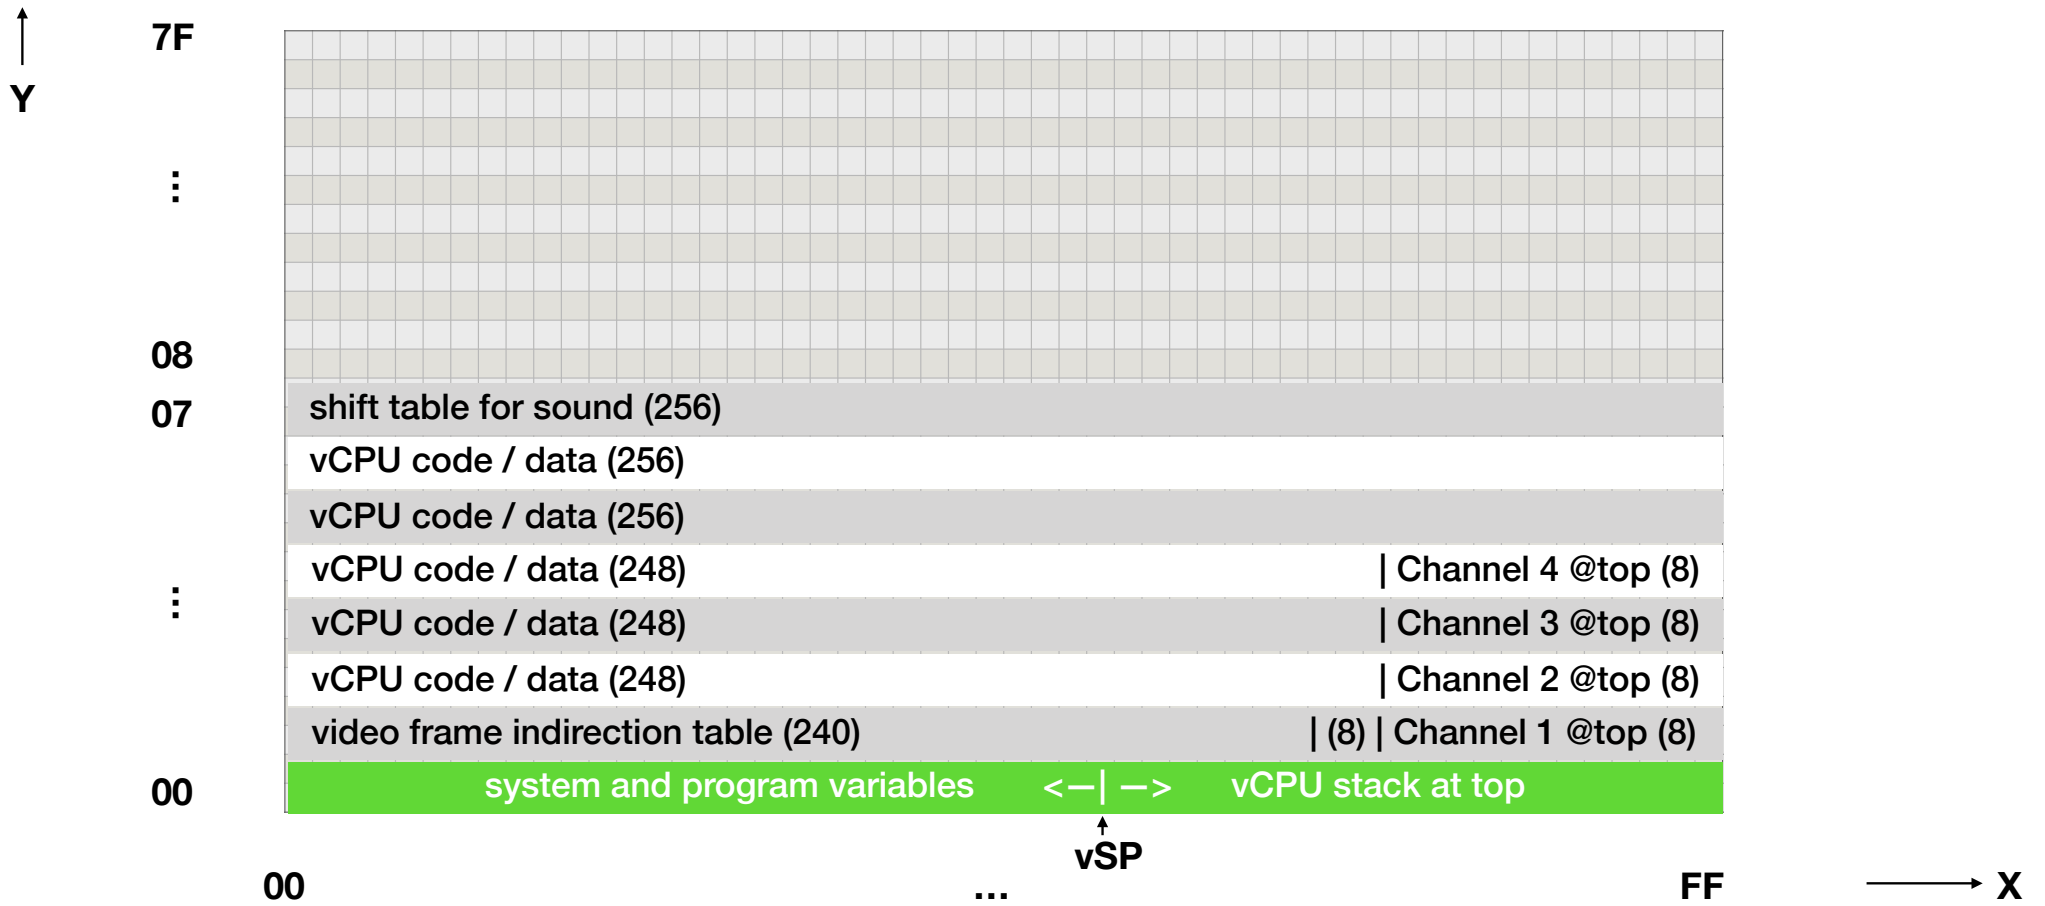 7F
Y
⋮
08
07 shift table for sound (256)
vCPU code / data (256)
vCPU code / data (256)
vCPU code / data (248) | Channel 4 @top (8)
⋮
vCPU code / data (248) | Channel 3 @top (8)
vCPU code / data (248) | Channel 2 @top (8)
video frame indirection table (240) | (8) | Channel 1 @top (8)
00 system and program variables <—| —> vCPU stack at top
vSP
00 ... FF X